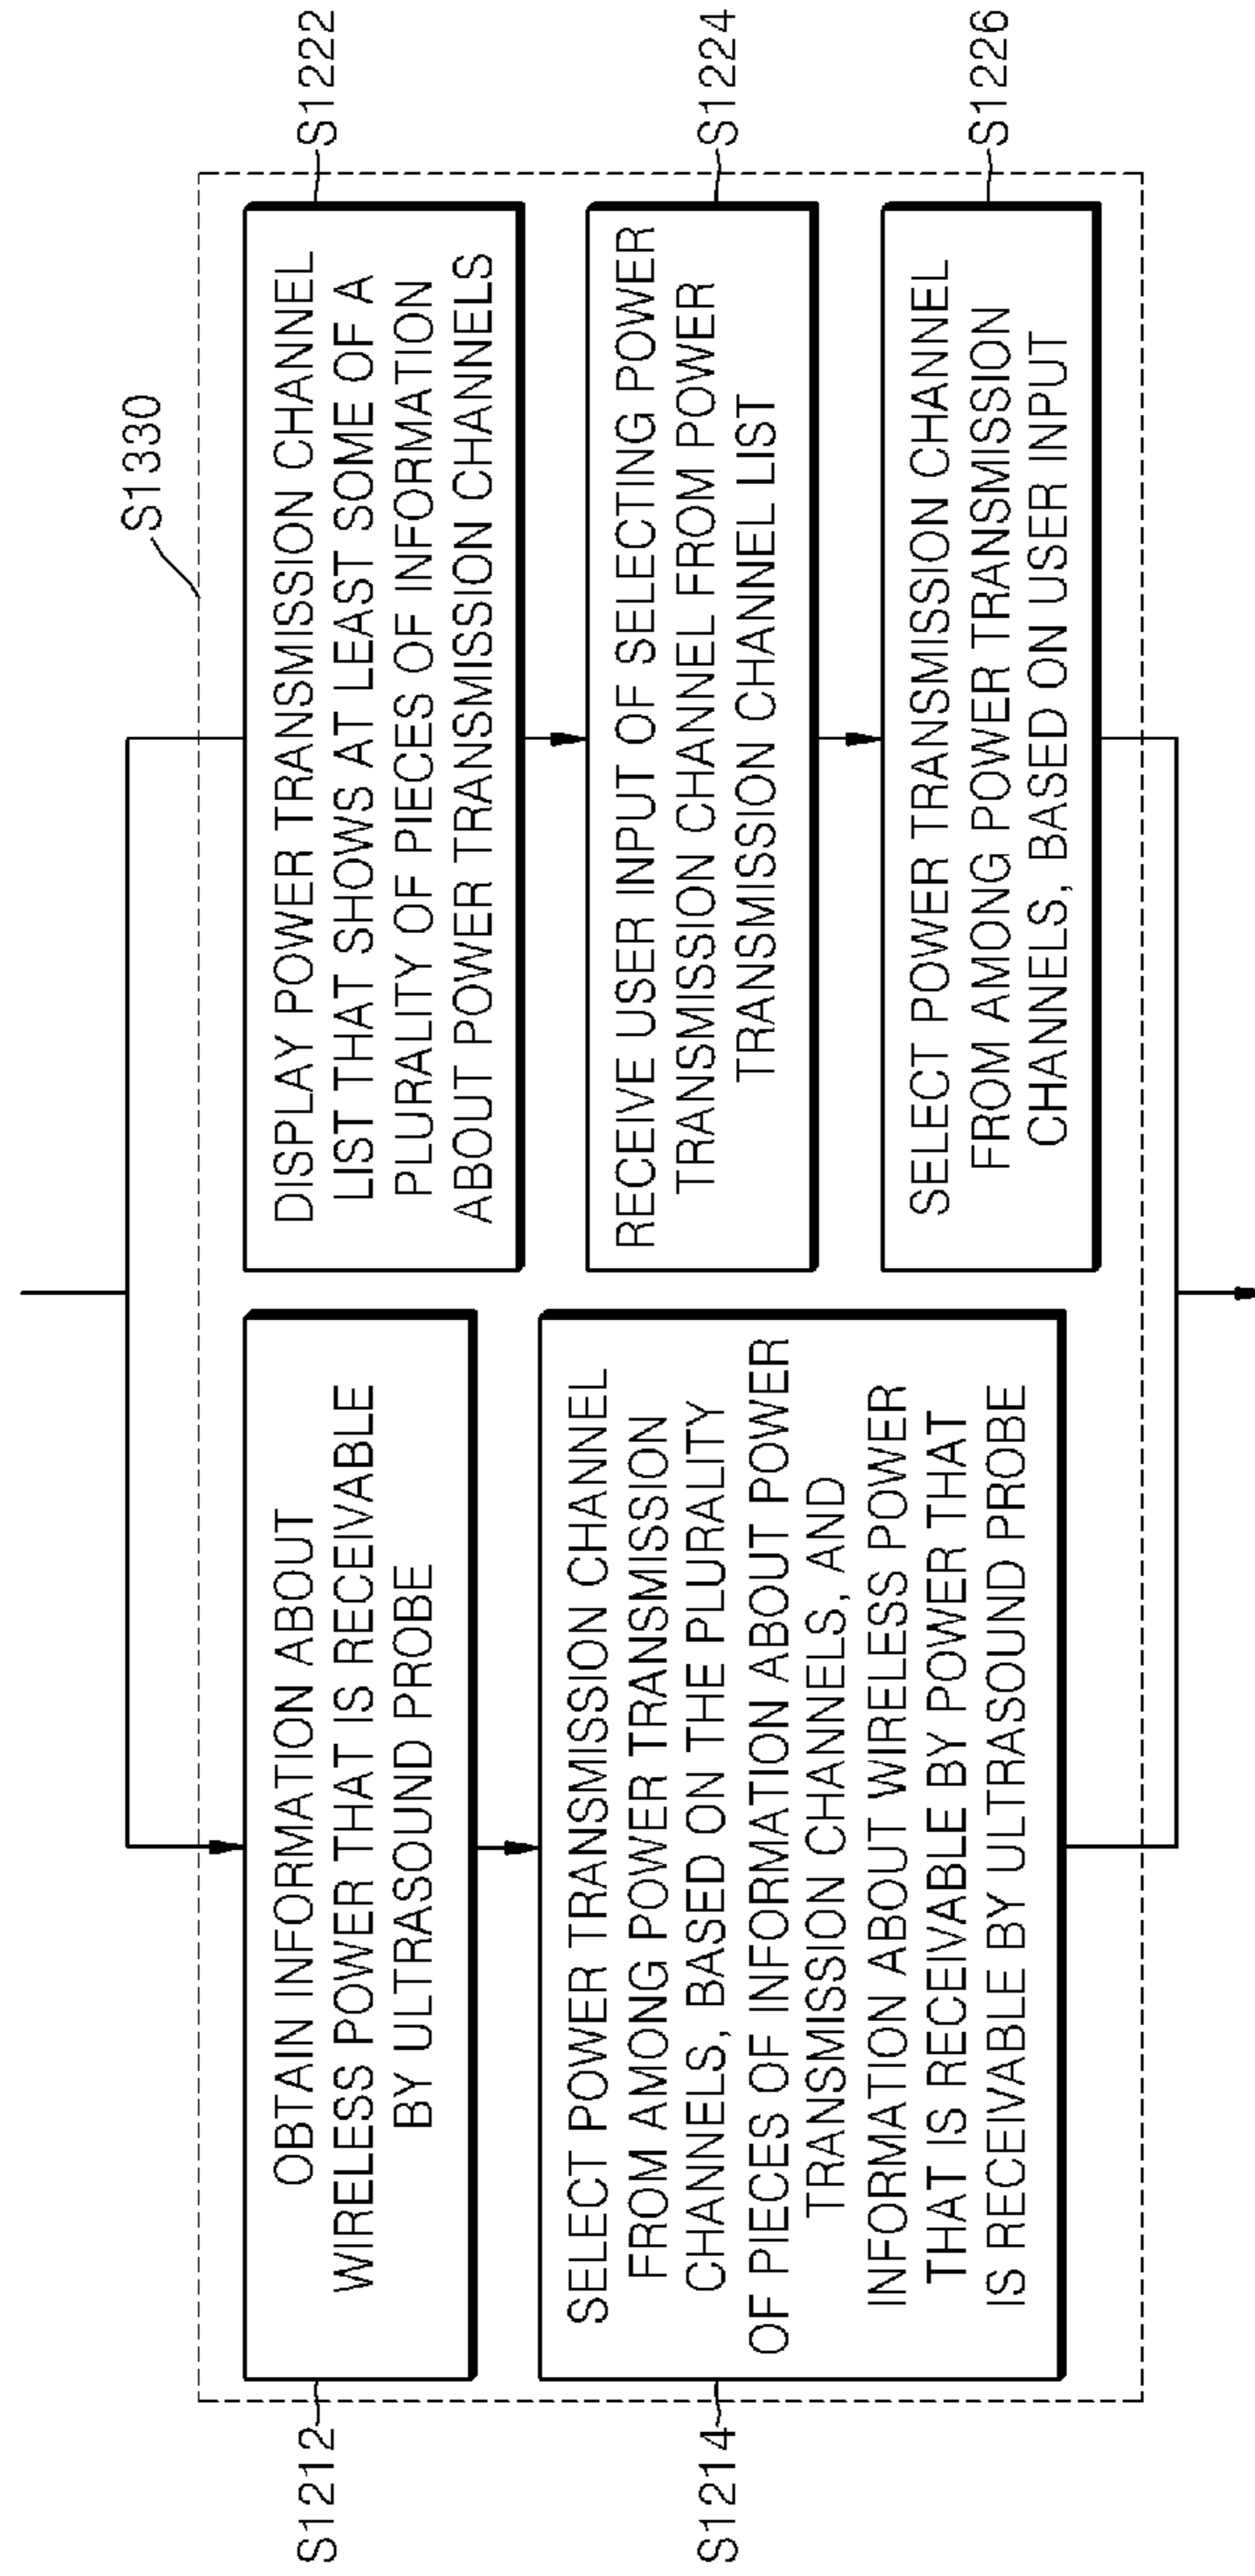 S1330
S1212
OBTAIN INFORMATION ABOUT
WIRELESS POWER THAT IS RECEIVABLE
BY ULTRASOUND PROBE
S1214
SELECT POWER TRANSMISSION CHANNEL
FROM AMONG POWER TRANSMISSION
CHANNELS, BASED ON THE PLURALITY
OF PIECES OF INFORMATION ABOUT POWER
TRANSMISSION CHANNELS, AND
INFORMATION ABOUT WIRELESS POWER
THAT IS RECEIVABLE BY POWER THAT
IS RECEIVABLE BY ULTRASOUND PROBE
DISPLAY POWER TRANSMISSION CHANNEL
LIST THAT SHOWS AT LEAST SOME OF A
PLURALITY OF PIECES OF INFORMATION
ABOUT POWER TRANSMISSION CHANNELS
S1222
RECEIVE USER INPUT OF SELECTING POWER
TRANSMISSION CHANNEL FROM POWER
TRANSMISSION CHANNEL LIST
S1224
SELECT POWER TRANSMISSION CHANNEL
FROM AMONG POWER TRANSMISSION
CHANNELS, BASED ON USER INPUT
S1226